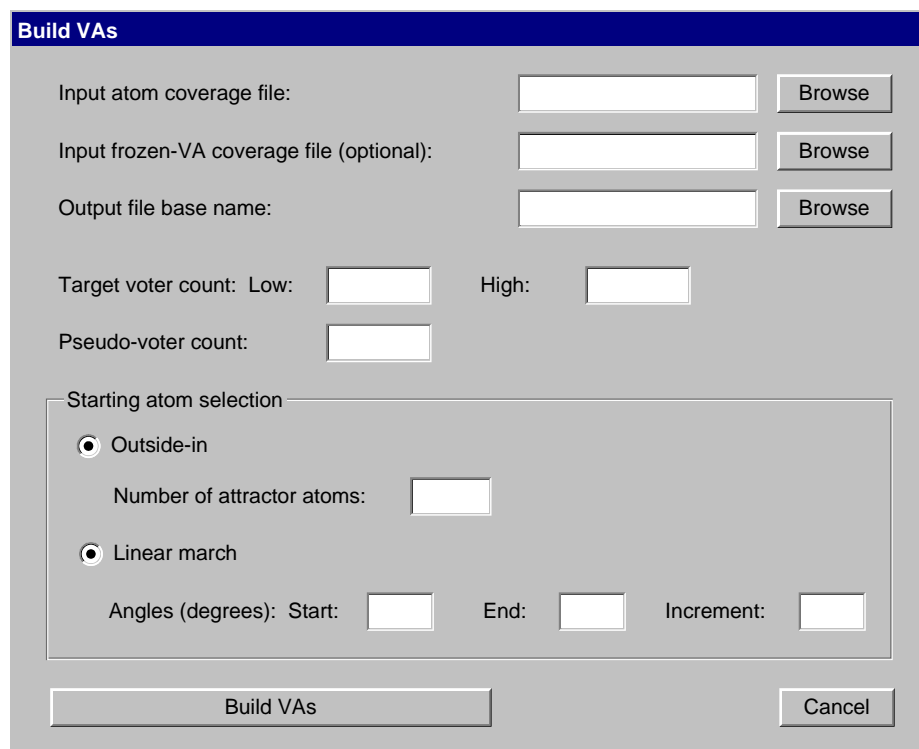 Build VAs
Input atom coverage file: Browse
Input frozen-VA coverage file (optional): Browse
Output file base name: Browse
Target voter count: Low: High:
Pseudo-voter count:
Starting atom selection
Outside-in
Number of attractor atoms:
Linear march
Angles (degrees): Start: End: Increment:
Build VAs Cancel